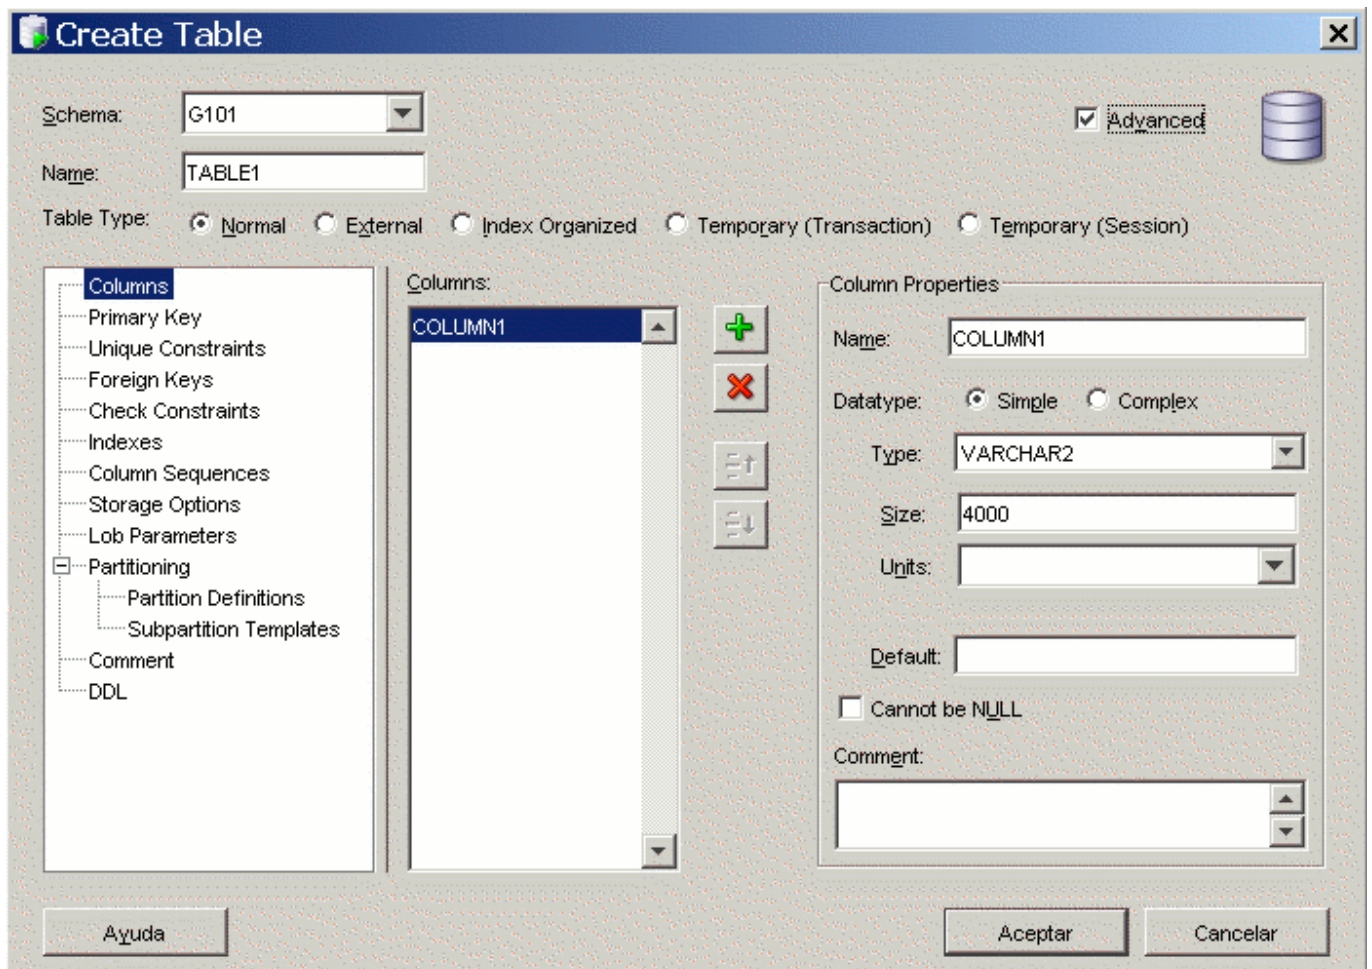 Create Table
Schema: G101 Advanced
Name: TABLE1
Table Type: Normal External Index Organized Temporary (Transaction) Temporary (Session)
Columns
Primary Key
Unique Constraints
Foreign Keys
Check Constraints
Indexes
Column Sequences
Storage Options
Lob Parameters
Partitioning
Partition Definitions
Subpartition Templates
Comment
DDL
Columns:
COLUMN1
Column Properties
Name: COLUMN1
Datatype: Simple Complex
Type: VARCHAR2
Size: 4000
Units:
Default:
Cannot be NULL
Comment:
Ayuda Aceptar Cancelar